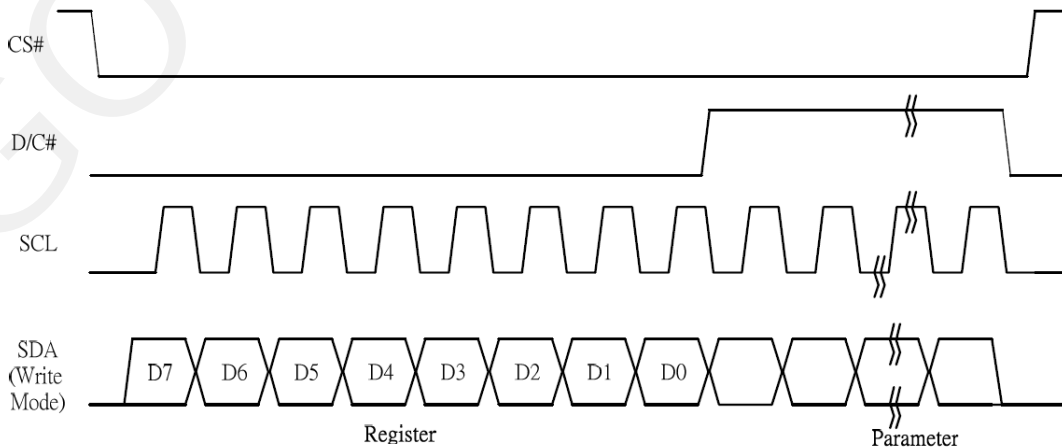 CS#
D/C#
SCL
SDA
(Write
Mode)
D7 D6 D5 D4 D3 D2 D1 D0
Register Parameter